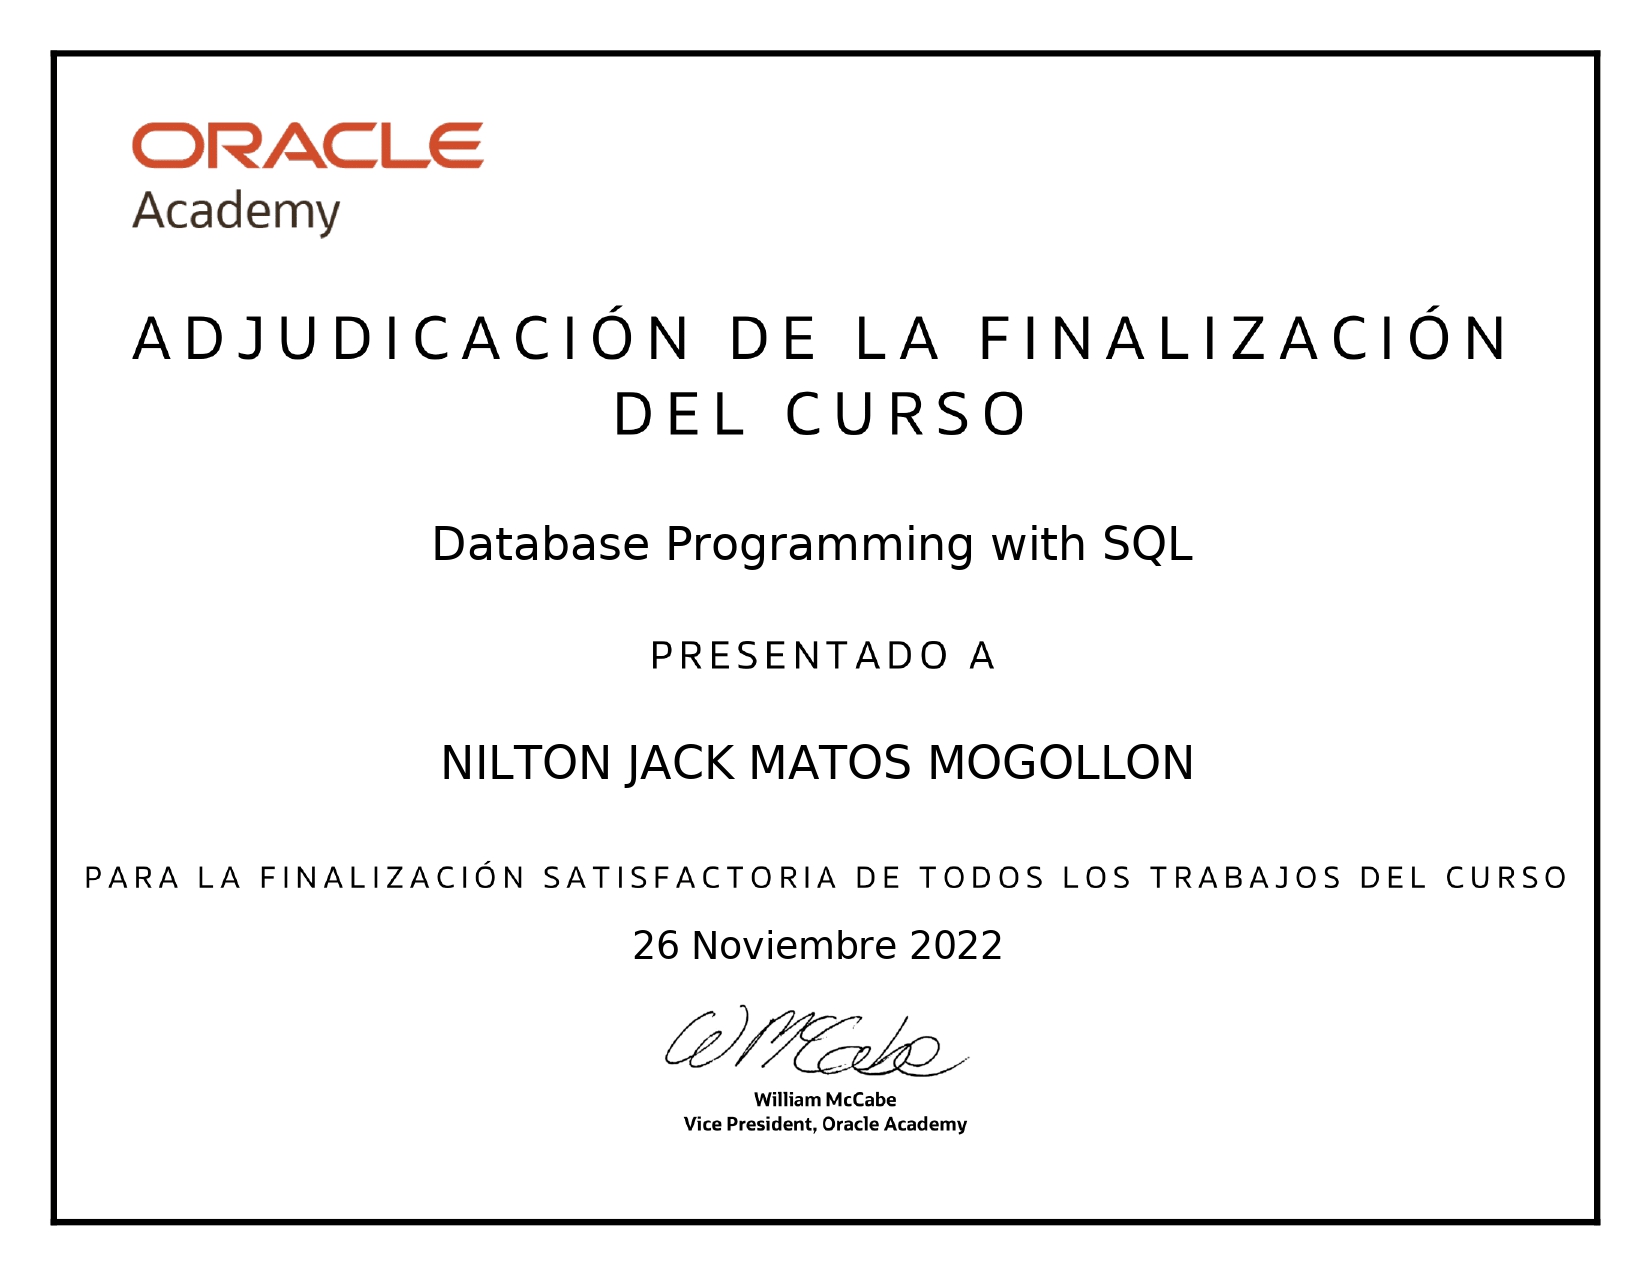 ORACLE
Academy
ADJUDICACIÓN DE LA FINALIZACIÓN
DEL CURSO
Database Programming with SQL
PRESENTADO A
NILTON JACK MATOS MOGOLLON
PARA LA FINALIZACIÓN SATISFACTORIA DE TODOS LOS TRABAJOS DEL CURSO
26 Noviembre 2022
WMcCabe
William McCabe
Vice President, Oracle Academy